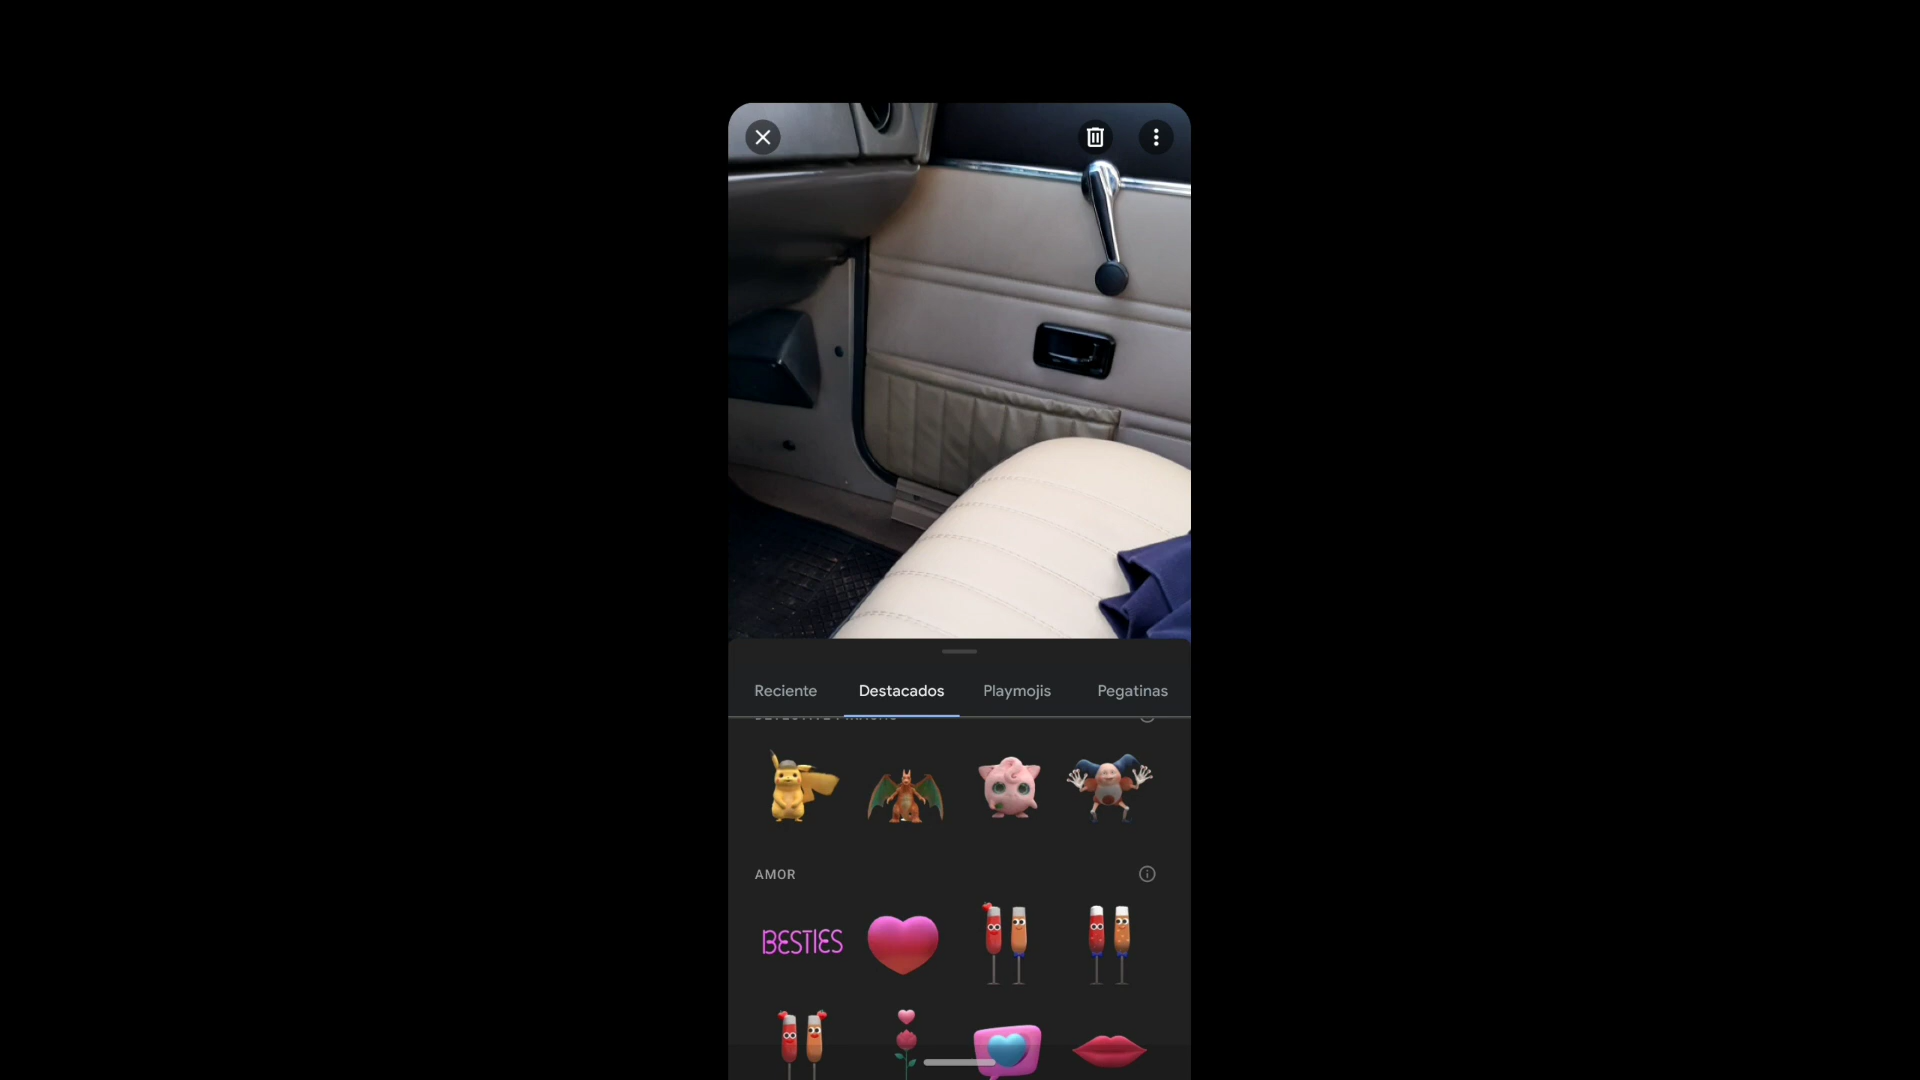 Reciente
Destacados
Playmojis
Pegatinas
AMOR
BESTIES